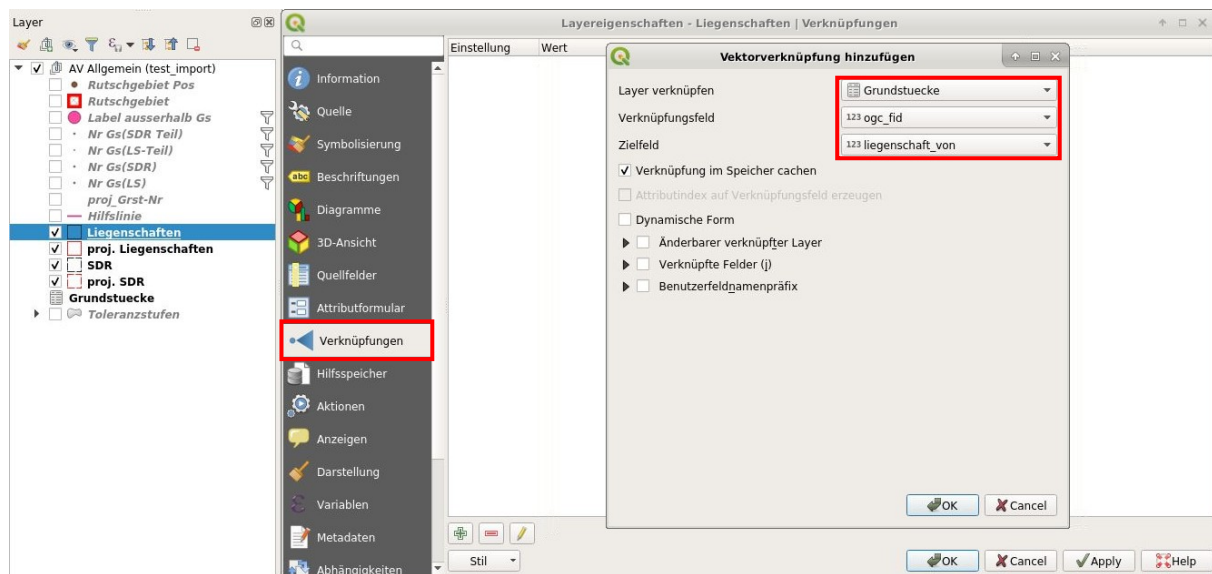 Layer
AV Allgemein (test_import)
Rutschgebiet Pos
Rutschgebiet
Label ausserhalb Gs
Nr Gs(SDR Teil)
Nr Gs(LS-Teil)
Nr Gs(SDR)
Nr Gs(LS)
proj_Grst-Nr
Hilfslinie
Liegenschaften
proj. Liegenschaften
SDR
proj. SDR
Grundstuecke
Toleranzstufen
Layereigenschaften - Liegenschaften | Verknüpfungen
Information
Quelle
Symbolisierung
abc Beschriftungen
Diagramme
3D-Ansicht
Quellfelder
Attributformular
Verknüpfungen
Hilfsspeicher
Aktionen
Anzeigen
Darstellung
Variablen
Metadaten
Abhängigkeiten
Einstellung Wert
Vektorverknüpfung hinzufügen
Layer verknüpfen Grundstuecke
Verknüpfungsfeld 123 ogc_fid
Zielfeld 123 liegenschaft_von
Verknüpfung im Speicher cachen
Attributindex auf Verknüpfungsfeld erzeugen
Dynamische Form
Änderbarer verknüpfter Layer
Verknüpfte Felder (j)
Benutzerfeldnamenpräfix
OK Cancel
Stil OK Cancel Apply Help